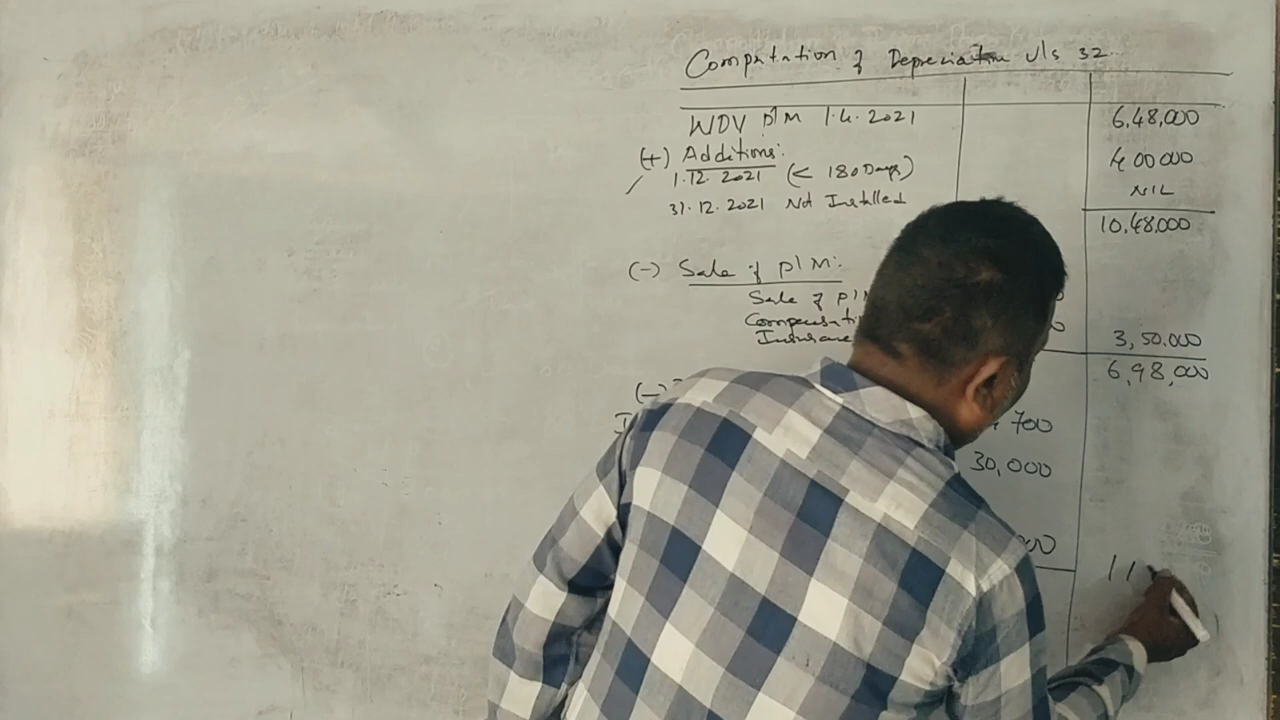 Computation of Depreciation u/s 32
WDV P/M 1.4.2021 6,48,000
(+) Additions: 4 00 000
1.12.2021 (< 180 Days) NIL
31.12.2021 Not Installed
10,48,000
(-) Sale of P/M:
Sale of P/
Compensati
Insurance 3,50,000
6,98,000
(-)
700
30,000
000
11